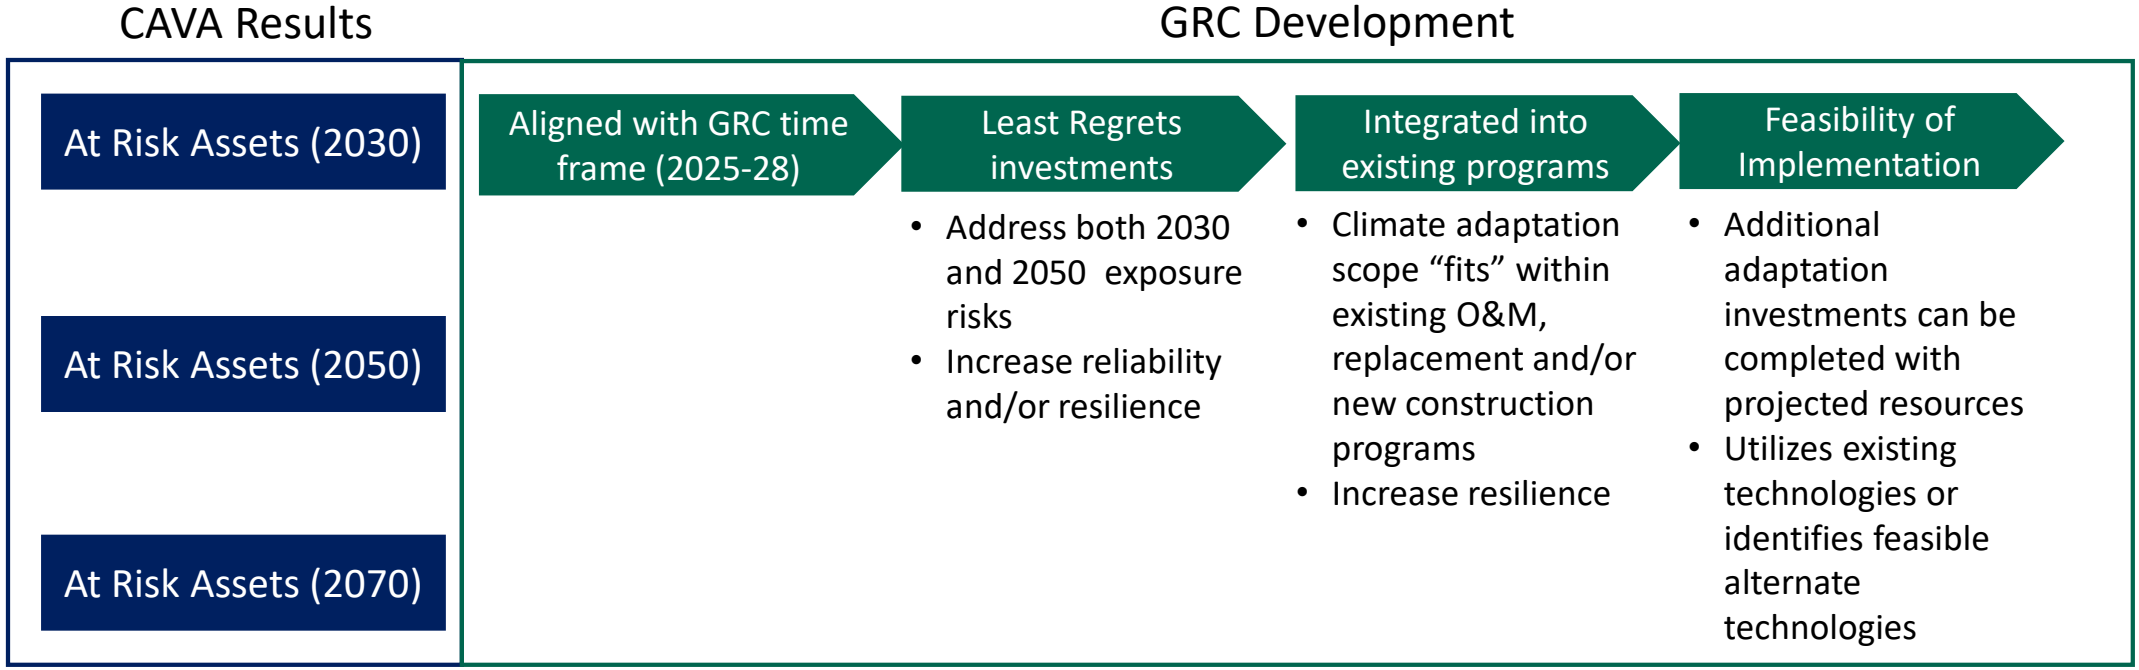 CAVA Results
GRC Development
At Risk Assets (2030)
At Risk Assets (2050)
At Risk Assets (2070)
Aligned with GRC time
frame (2025-28)
Least Regrets
investments
• Address both 2030
and 2050 exposure
risks
• Increase reliability
and/or resilience
Integrated into
existing programs
• Climate adaptation
scope “fits” within
existing O&M,
replacement and/or
new construction
programs
• Increase resilience
Feasibility of
Implementation
• Additional
adaptation
investments can be
completed with
projected resources
• Utilizes existing
technologies or
identifies feasible
alternate
technologies